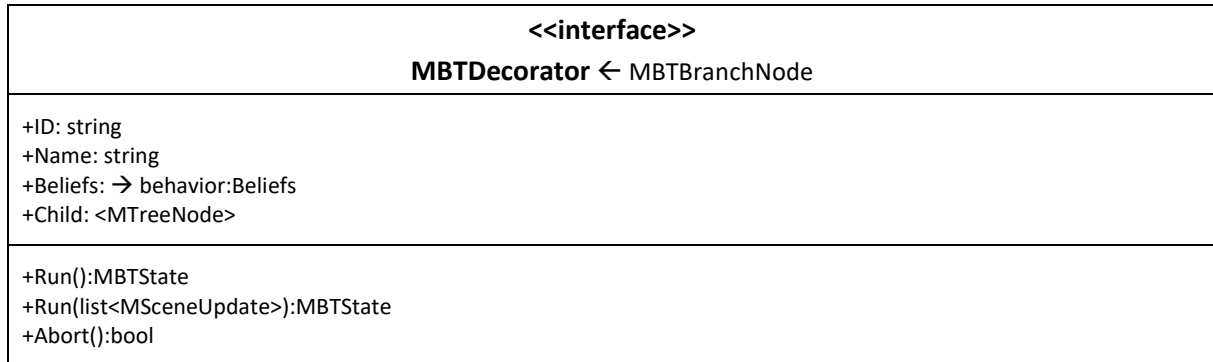 <<interface>>
MBTDecorator ← MBTBranchNode
+ID: string
+Name: string
+Beliefs: → behavior:Beliefs
+Child: <MTreeNode>
+Run():MBTState
+Run(list<MSceneUpdate>):MBTState
+Abort():bool